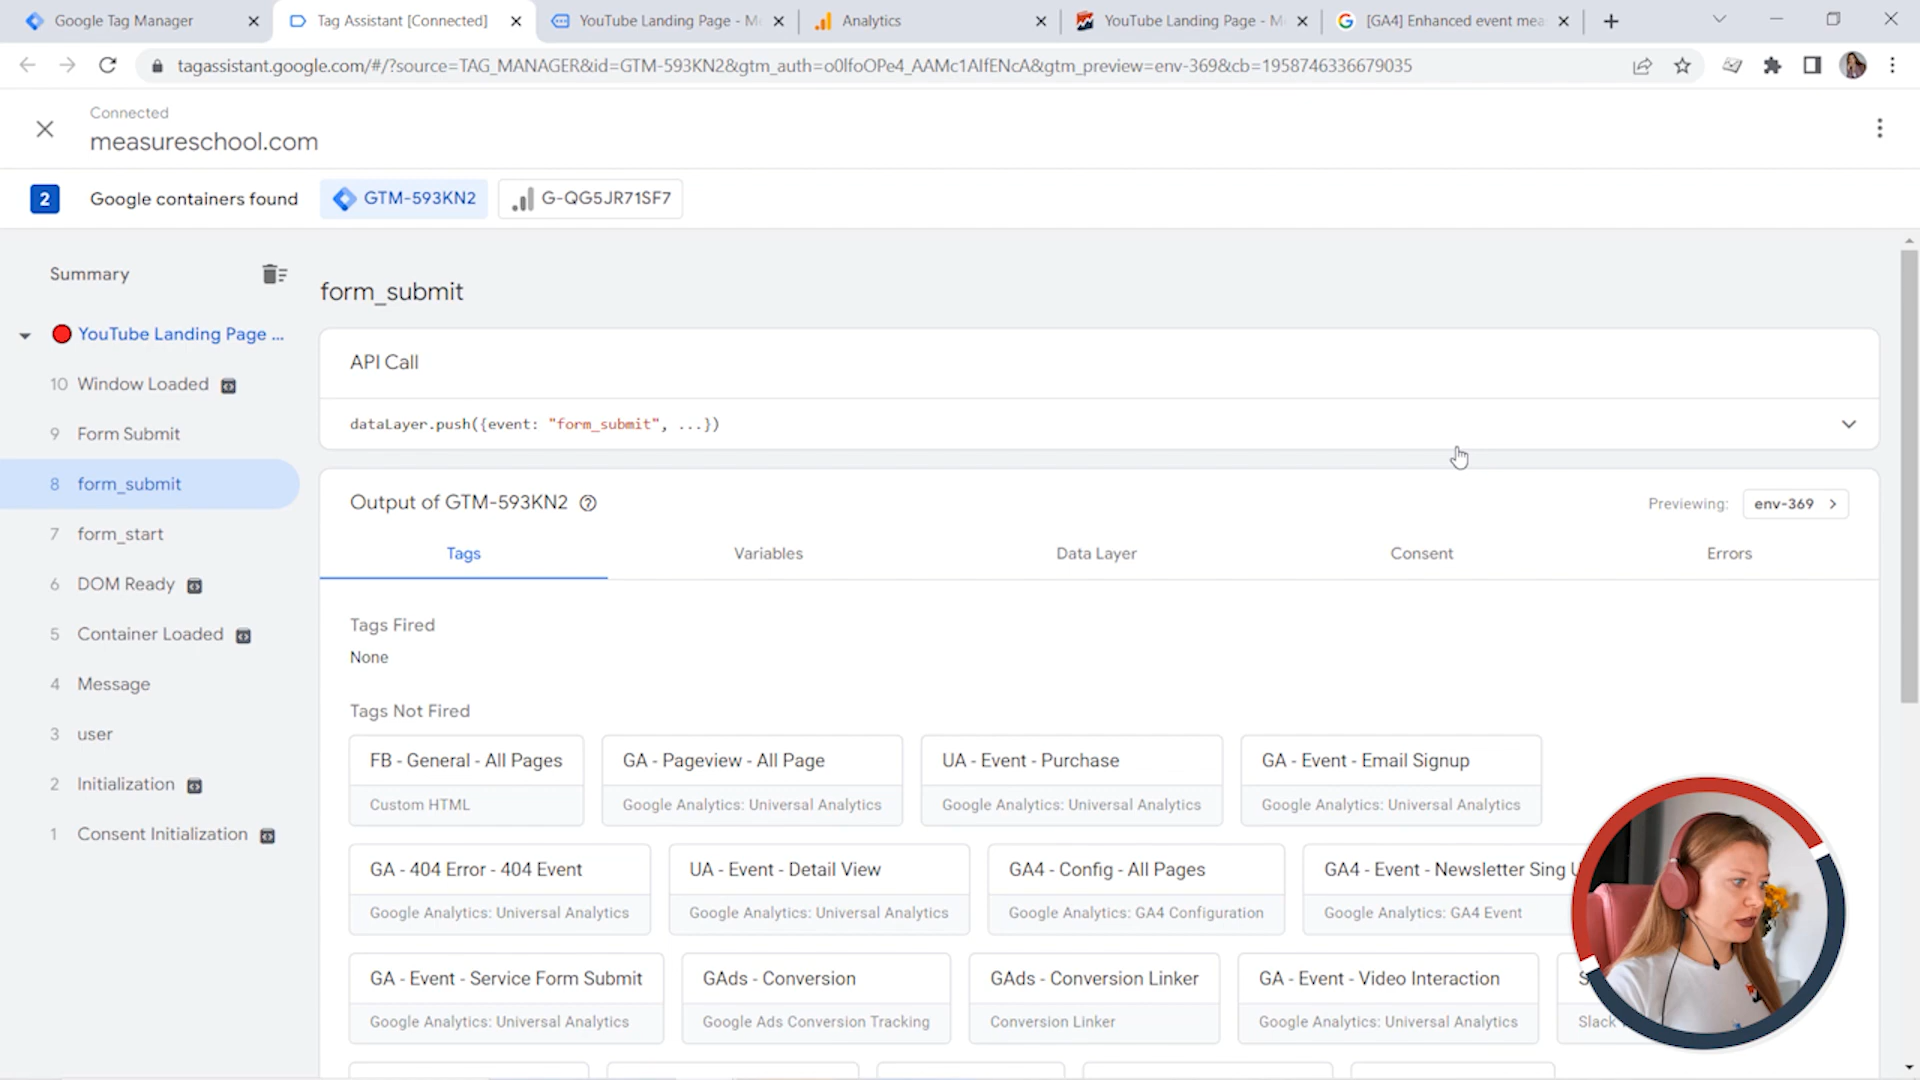 Google Tag Manager
Tag Assistant [Connected]
YouTube Landing Page - M
Analytics
YouTube Landing Page - M
[GA4] Enhanced event mea
tagassistant.google.com/#/?source=TAG_MANAGER&id=GTM-593KN2&gtm_auth=o0lfoOPe4_AAMc1AIfENcA&gtm_preview=env-369&cb=1958746336679035
Connected
measureschool.com
2
Google containers found
GTM-593KN2
G-QG5JR71SF7
Summary
YouTube Landing Page ...
10 Window Loaded
9 Form Submit
8 form_submit
7 form_start
6 DOM Ready
5 Container Loaded
4 Message
3 user
2 Initialization
1 Consent Initialization
form_submit
API Call
dataLayer.push({event: "form_submit", ...})
Output of GTM-593KN2
Previewing: env-369
Tags
Variables
Data Layer
Consent
Errors
Tags Fired
None
Tags Not Fired
FB - General - All Pages
Custom HTML
GA - Pageview - All Page
Google Analytics: Universal Analytics
UA - Event - Purchase
Google Analytics: Universal Analytics
GA - Event - Email Signup
Google Analytics: Universal Analytics
GA - 404 Error - 404 Event
Google Analytics: Universal Analytics
UA - Event - Detail View
Google Analytics: Universal Analytics
GA4 - Config - All Pages
Google Analytics: GA4 Configuration
GA4 - Event - Newsletter Sing
Google Analytics: GA4 Event
GA - Event - Service Form Submit
Google Analytics: Universal Analytics
GAds - Conversion
Google Ads Conversion Tracking
GAds - Conversion Linker
Conversion Linker
GA - Event - Video Interaction
Google Analytics: Universal Analytics
Slack